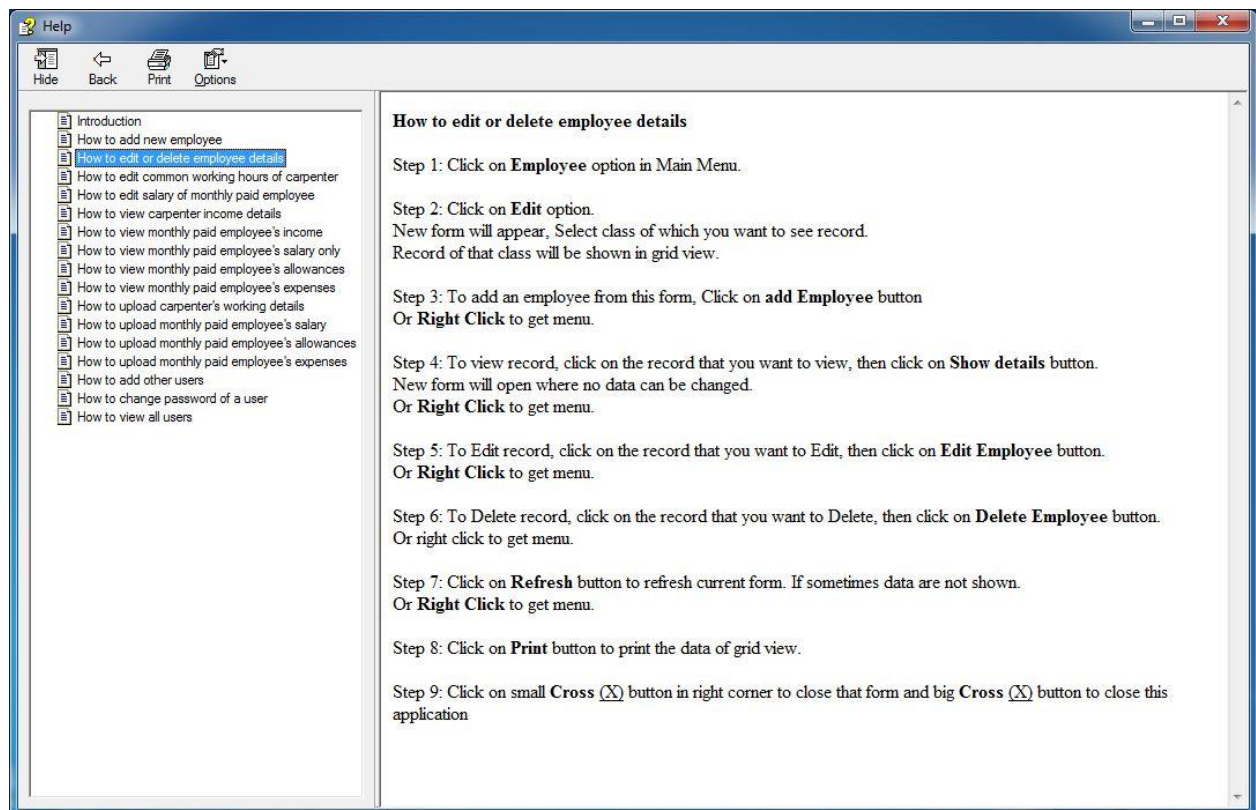 Help
Hide Back Print Options
Introduction
How to add new employee
How to edit or delete employee details
How to edit common working hours of carpenter
How to edit salary of monthly paid employee
How to view carpenter income details
How to view monthly paid employee's income
How to view monthly paid employee's salary only
How to view monthly paid employee's allowances
How to view monthly paid employee's expenses
How to upload carpenter's working details
How to upload monthly paid employee's salary
How to upload monthly paid employee's allowances
How to upload monthly paid employee's expenses
How to add other users
How to change password of a user
How to view all users
How to edit or delete employee details
Step 1: Click on Employee option in Main Menu.
Step 2: Click on Edit option.
New form will appear, Select class of which you want to see record.
Record of that class will be shown in grid view.
Step 3: To add an employee from this form, Click on add Employee button
Or Right Click to get menu.
Step 4: To view record, click on the record that you want to view, then click on Show details button.
New form will open where no data can be changed.
Or Right Click to get menu.
Step 5: To Edit record, click on the record that you want to Edit, then click on Edit Employee button.
Or Right Click to get menu.
Step 6: To Delete record, click on the record that you want to Delete, then click on Delete Employee button.
Or right click to get menu.
Step 7: Click on Refresh button to refresh current form. If sometimes data are not shown.
Or Right Click to get menu.
Step 8: Click on Print button to print the data of grid view.
Step 9: Click on small Cross (X) button in right corner to close that form and big Cross (X) button to close this
application